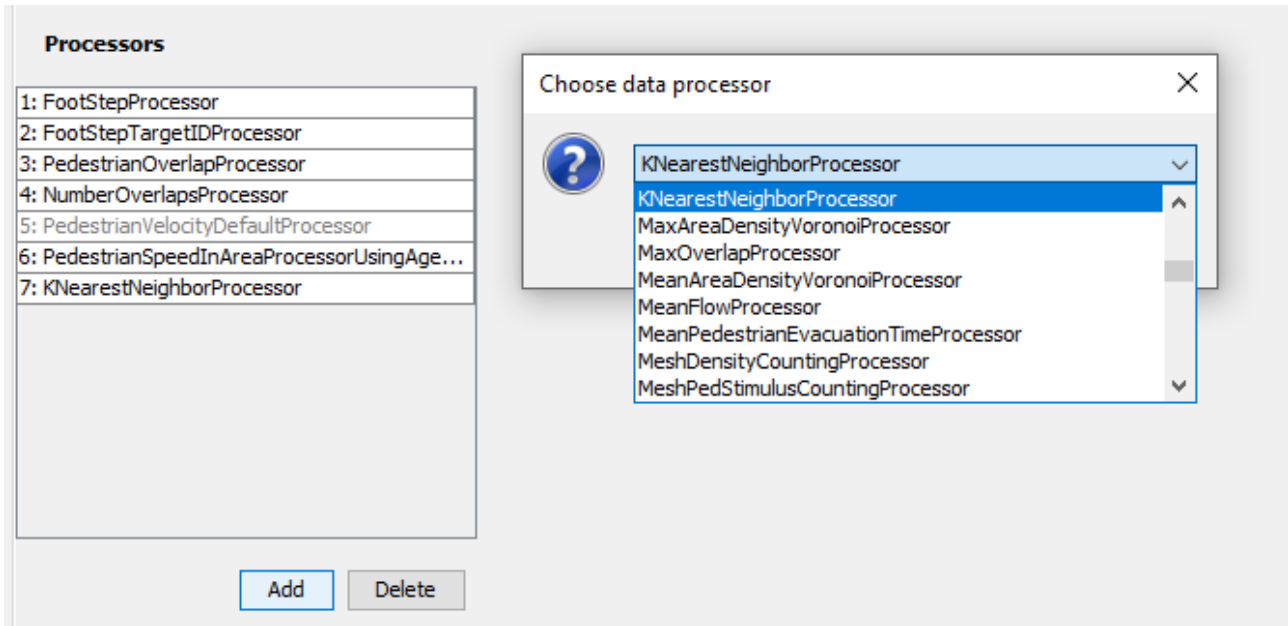 Processors
1: FootStepProcessor
2: FootStepTargetIDProcessor
3: PedestrianOverlapProcessor
4: NumberOverlapsProcessor
5: PedestrianVelocityDefaultProcessor
6: PedestrianSpeedInAreaProcessorUsingAge...
7: KNearestNeighborProcessor
Add Delete
Choose data processor
?
KNearestNeighborProcessor
KNearestNeighborProcessor
MaxAreaDensityVoronoiProcessor
MaxOverlapProcessor
MeanAreaDensityVoronoiProcessor
MeanFlowProcessor
MeanPedestrianEvacuationTimeProcessor
MeshDensityCountingProcessor
MeshPedStimulusCountingProcessor